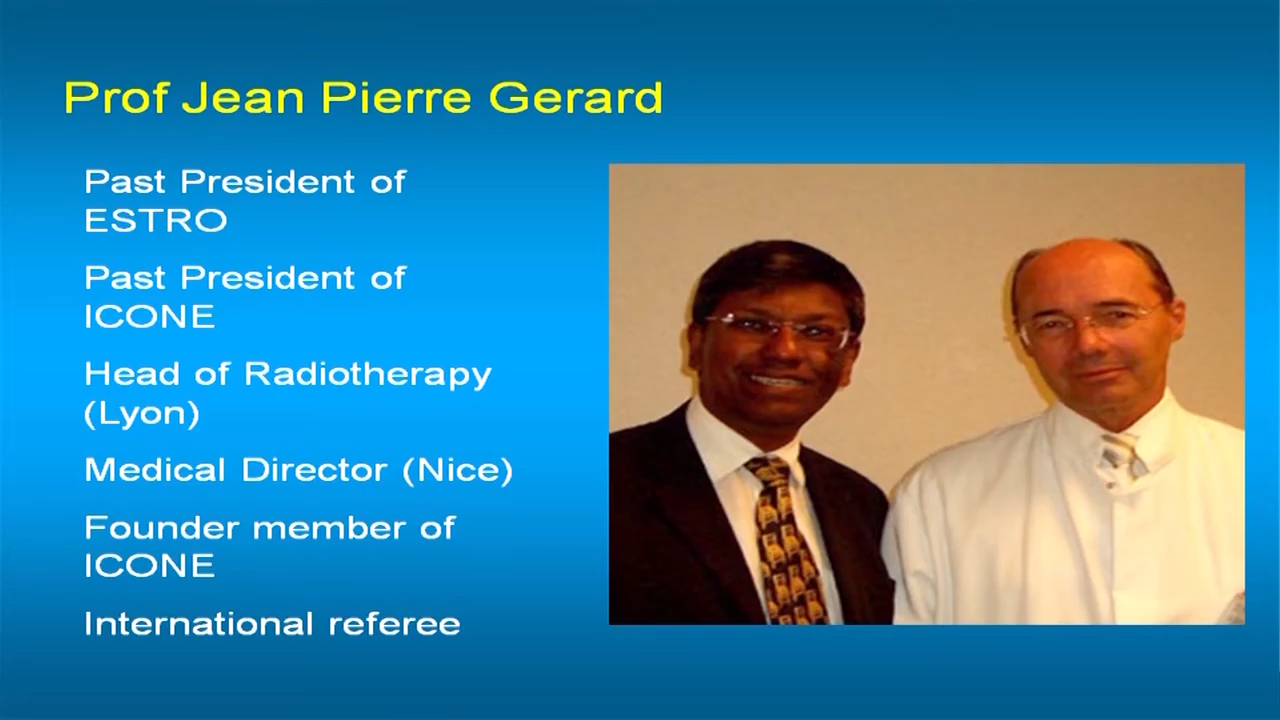 Prof Jean Pierre Gerard
Past President of
ESTRO
Past President of
ICONE
Head of Radiotherapy
(Lyon)
Medical Director (Nice)
Founder member of
ICONE
International referee